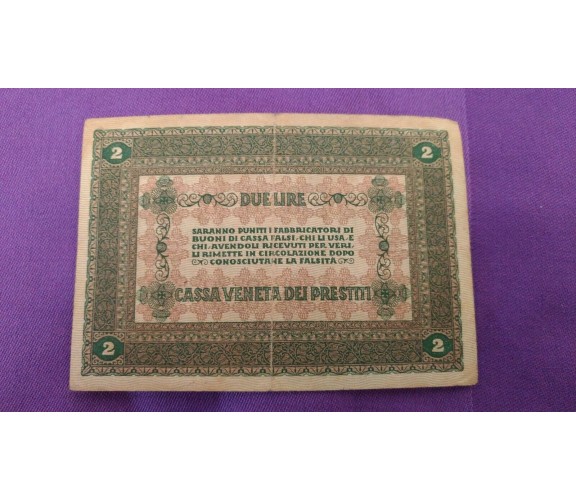 2 2
DUE LIRE
SARANNO PUNITI I FABBRICATORI DI
BUONI DI CASSA FALSI, CHI LI USA, E
CHI, AVENDOLI RICEVUTI PER VERI,
LI RIMETTE IN CIRCOLAZIONE DOPO
CONOSCIUTANE LA FALSITÀ
CASSA VENETA DEI PRESTITI
2 2